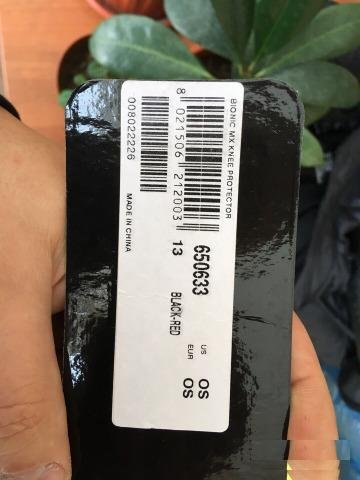 BIONIC MX KNEE PROTECTOR
8 021506 212003
008022226
MADE IN CHINA
650633
13
BLACK-RED
US OS
EUR OS